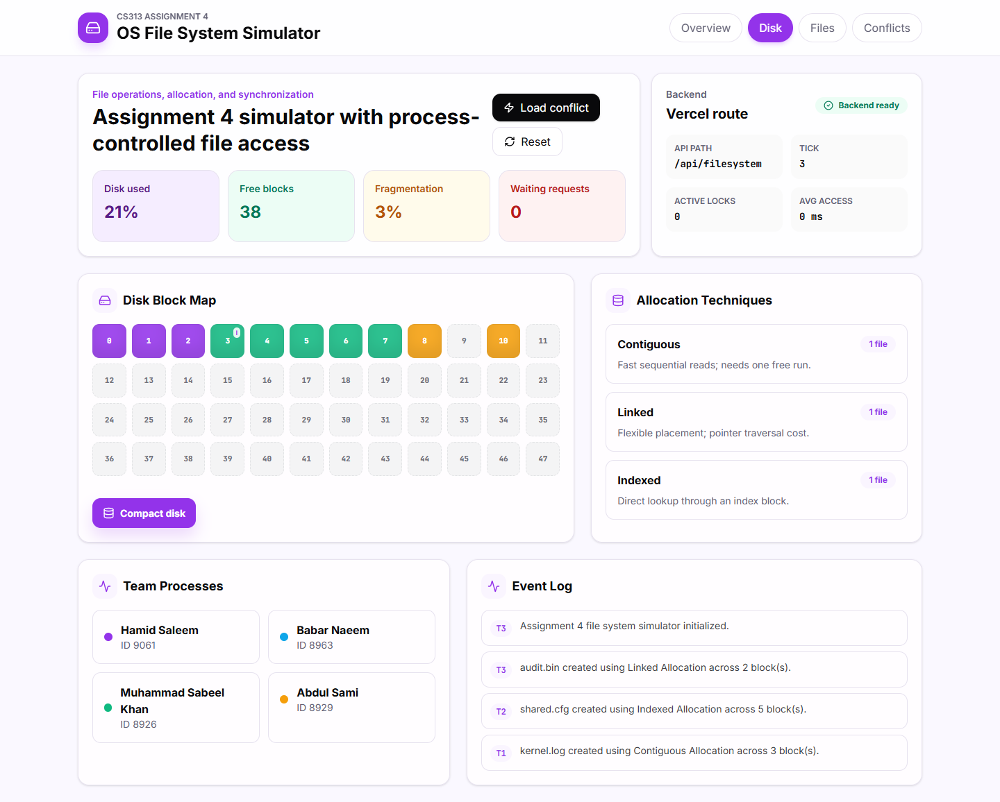 CS313 ASSIGNMENT 4
OS File System Simulator
Overview
Disk
Files
Conflicts
File operations, allocation, and synchronization
Assignment 4 simulator with process-
controlled file access
Load conflict
Reset
Disk used
21%
Free blocks
38
Fragmentation
3%
Waiting requests
0
Backend
Vercel route
Backend ready
API PATH
/api/filesystem
TICK
3
ACTIVE LOCKS
0
AVG ACCESS
0 ms
Disk Block Map
0 1 2 3 I 4 5 6 7 8 9 10 11
12 13 14 15 16 17 18 19 20 21 22 23
24 25 26 27 28 29 30 31 32 33 34 35
36 37 38 39 40 41 42 43 44 45 46 47
Compact disk
Allocation Techniques
Contiguous
1 file
Fast sequential reads; needs one free run.
Linked
1 file
Flexible placement; pointer traversal cost.
Indexed
1 file
Direct lookup through an index block.
Team Processes
Hamid Saleem
ID 9061
Babar Naeem
ID 8963
Muhammad Sabeel
Khan
ID 8926
Abdul Sami
ID 8929
Event Log
T3 Assignment 4 file system simulator initialized.
T3 audit.bin created using Linked Allocation across 2 block(s).
T2 shared.cfg created using Indexed Allocation across 5 block(s).
T1 kernel.log created using Contiguous Allocation across 3 block(s).